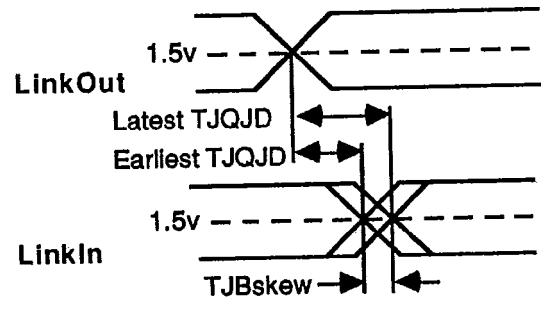 1.5v
LinkOut
Latest TJQJD
Earliest TJQJD
1.5v
LinkIn
TJBskew